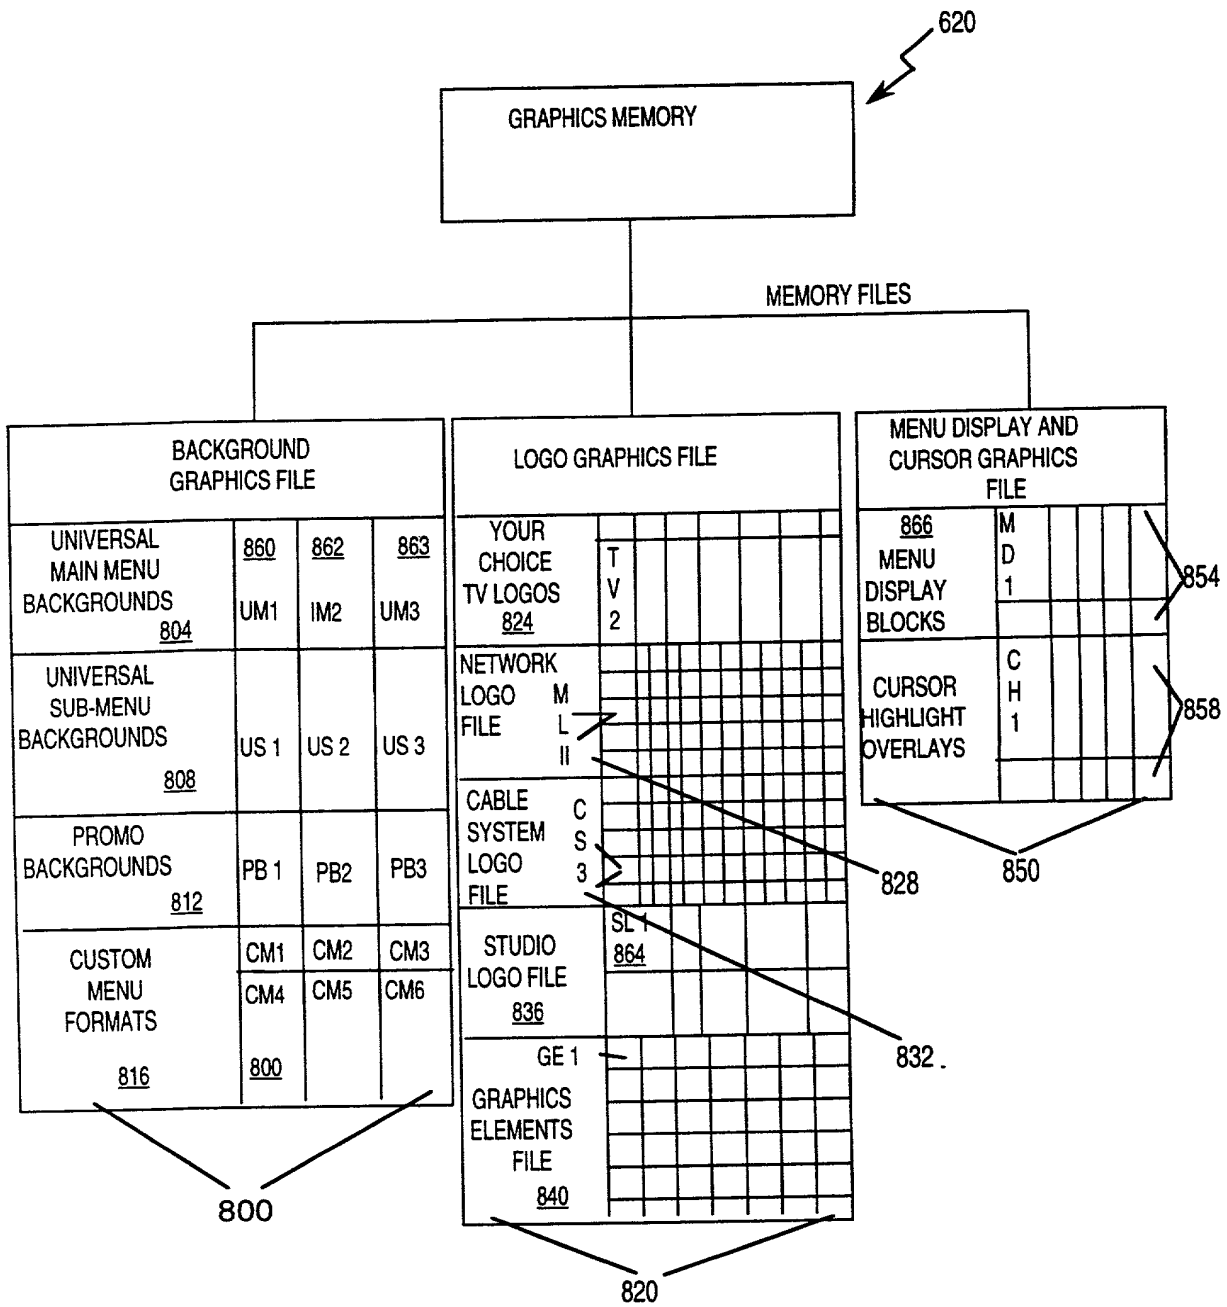 620
GRAPHICS MEMORY
MEMORY FILES
BACKGROUND
GRAPHICS FILE
UNIVERSAL
MAIN MENU
BACKGROUNDS
804
860
862
863
UM1
IM2
UM3
UNIVERSAL
SUB-MENU
BACKGROUNDS
808
US 1
US 2
US 3
PROMO
BACKGROUNDS
812
PB 1
PB2
PB3
CUSTOM
MENU
FORMATS
816
CM1
CM2
CM3
CM4
CM5
CM6
800
800
LOGO GRAPHICS FILE
YOUR
CHOICE
TV LOGOS
824
T
V
2
NETWORK
LOGO
FILE
M
L
II
828
CABLE
SYSTEM
LOGO
FILE
C
S
3
832.
STUDIO
LOGO FILE
836
SL 1
864
GE 1
GRAPHICS
ELEMENTS
FILE
840
820
MENU DISPLAY AND
CURSOR GRAPHICS
FILE
866
MENU
DISPLAY
BLOCKS
M
D
1
854
CURSOR
HIGHLIGHT
OVERLAYS
C
H
1
858
850